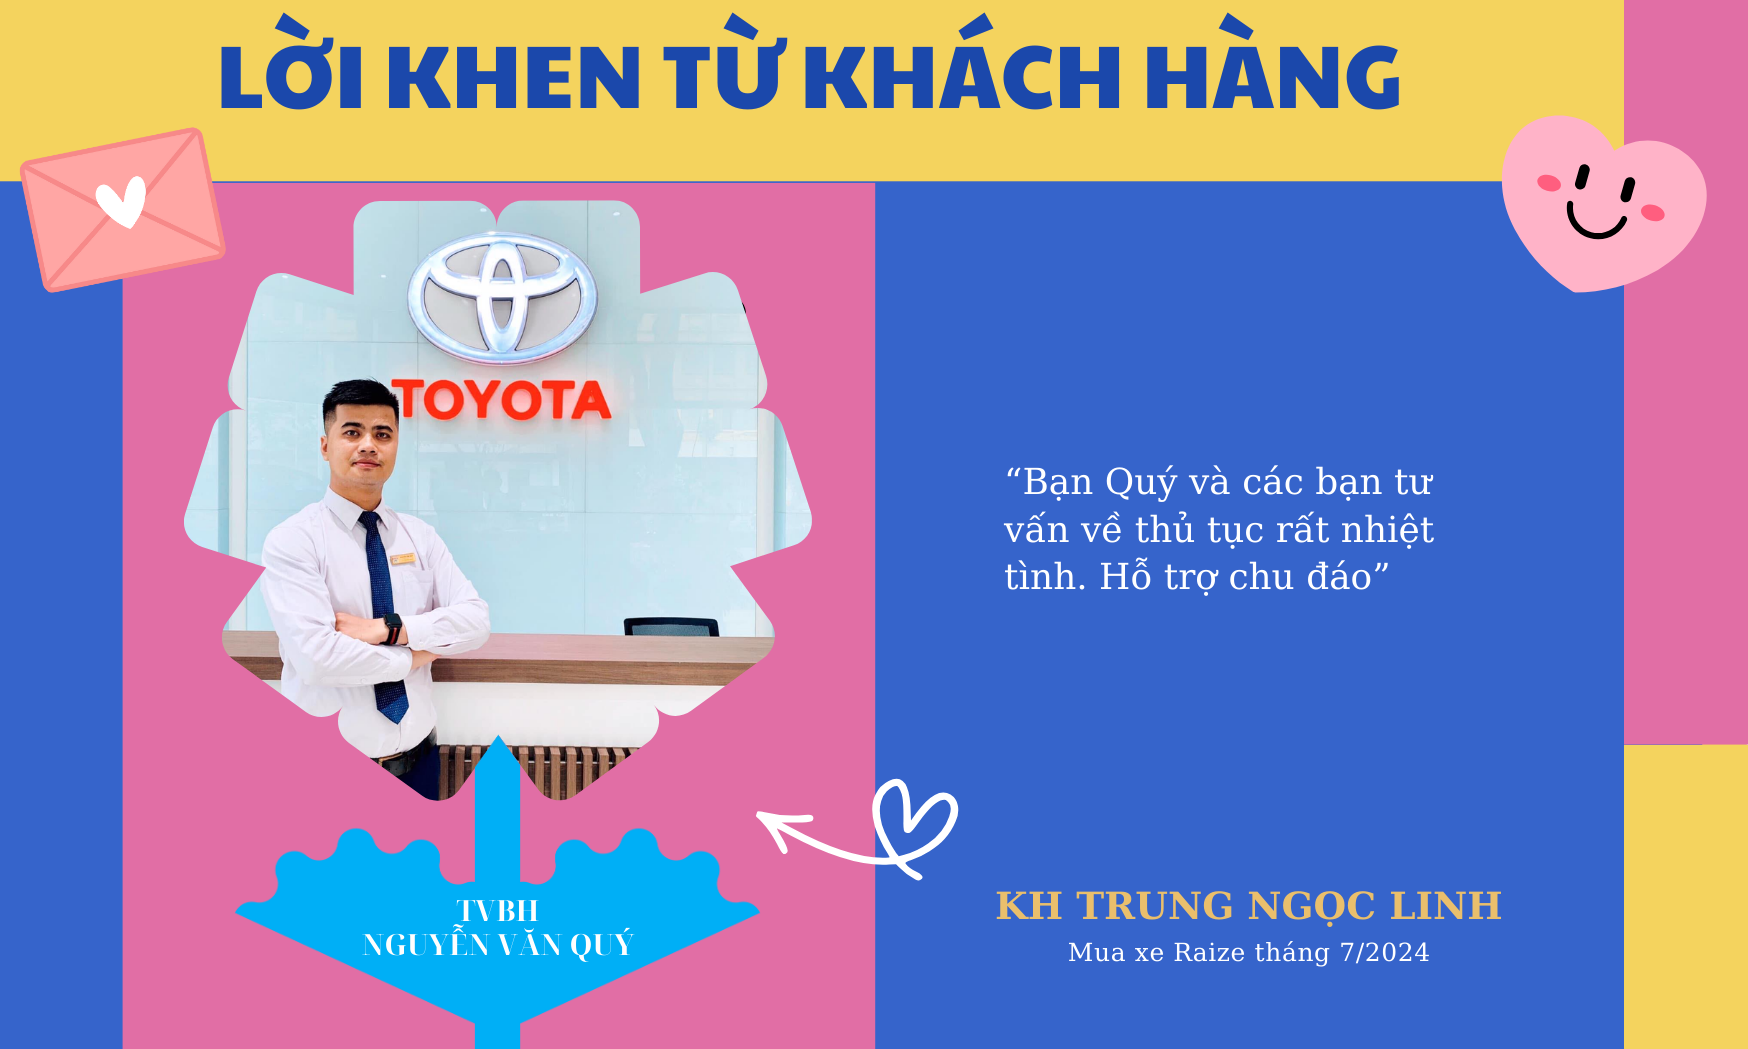 LỜI KHEN TỪ KHÁCH HÀNG
TOYOTA
“Bạn Quý và các bạn tư
vấn về thủ tục rất nhiệt
tình. Hỗ trợ chu đáo”
TVBH
NGUYỄN VĂN QUÝ
KH TRUNG NGỌC LINH
Mua xe Raize tháng 7/2024